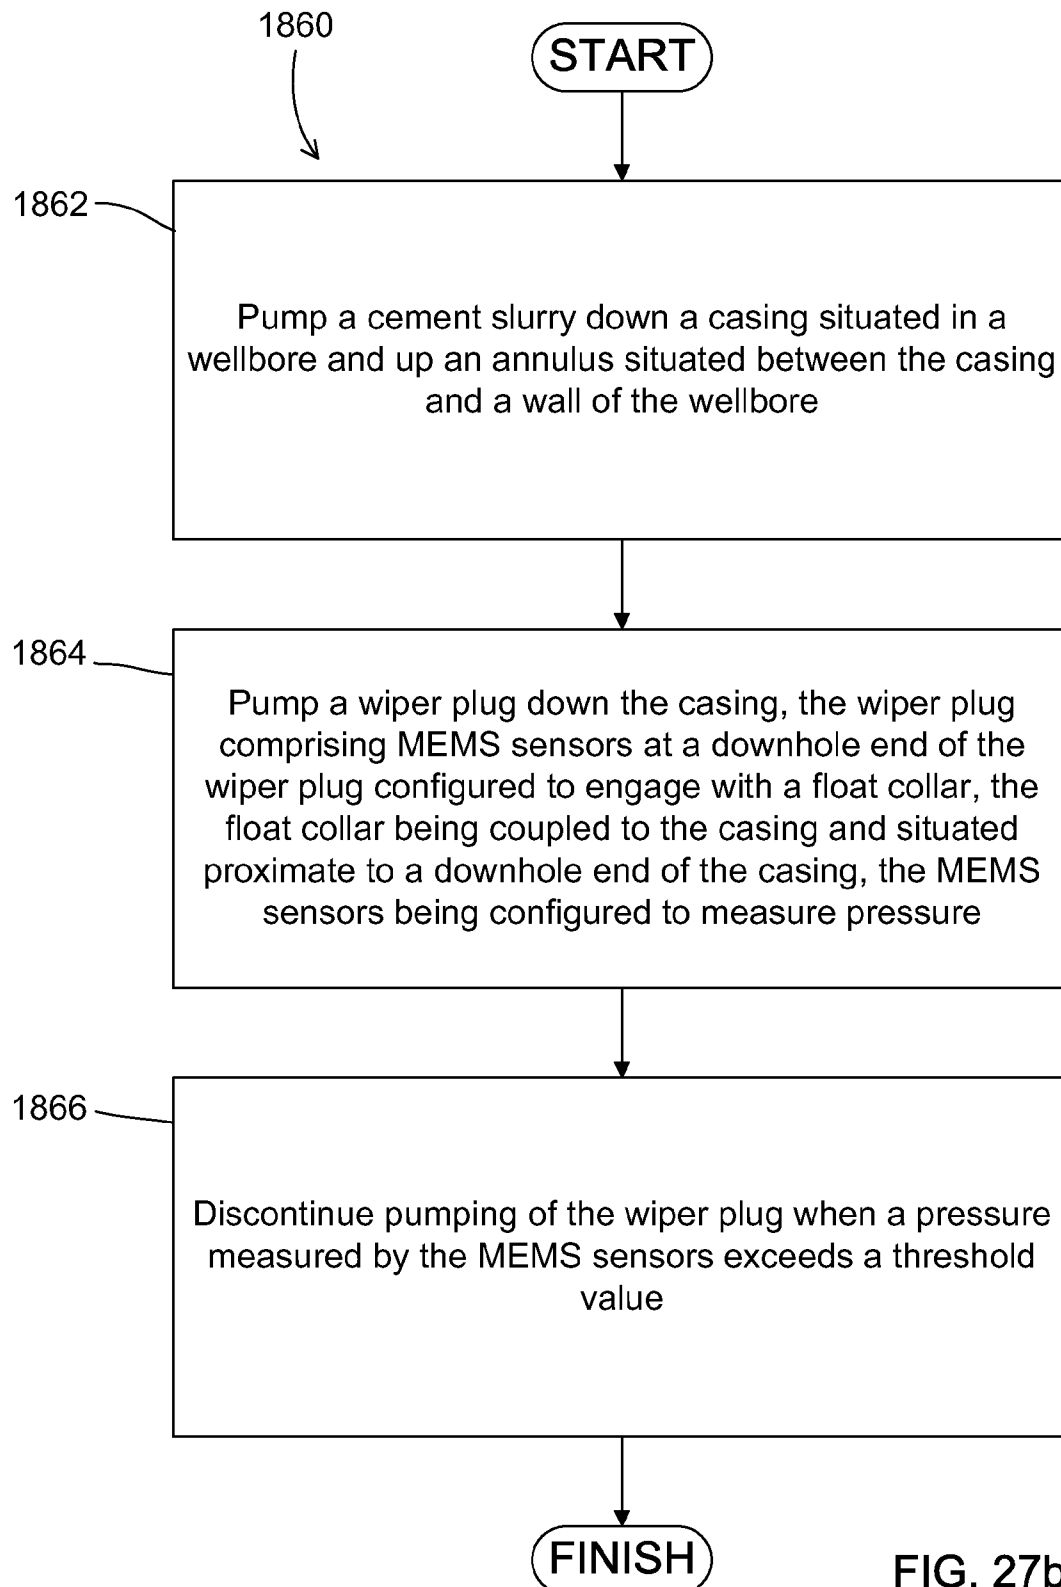 1860
START
1862
Pump a cement slurry down a casing situated in a
wellbore and up an annulus situated between the casing
and a wall of the wellbore
1864
Pump a wiper plug down the casing, the wiper plug
comprising MEMS sensors at a downhole end of the
wiper plug configured to engage with a float collar, the
float collar being coupled to the casing and situated
proximate to a downhole end of the casing, the MEMS
sensors being configured to measure pressure
1866
Discontinue pumping of the wiper plug when a pressure
measured by the MEMS sensors exceeds a threshold
value
FINISH
FIG. 27b